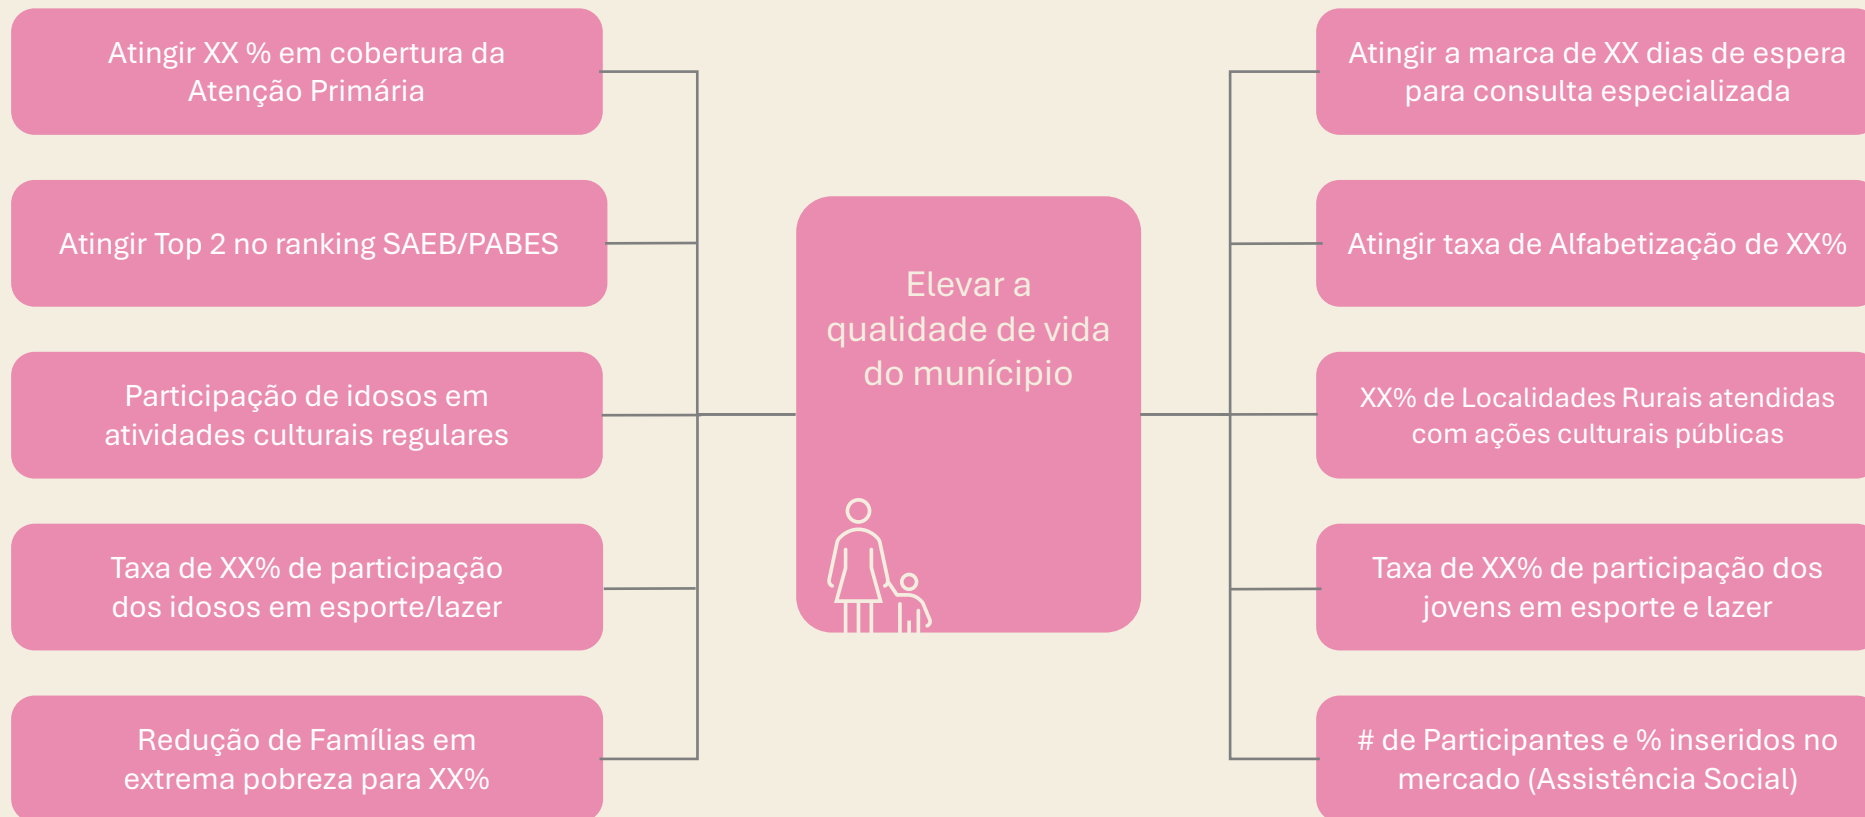 Atingir XX % em cobertura da
Atenção Primária
Atingir Top 2 no ranking SAEB/PABES
Participação de idosos em
atividades culturais regulares
Taxa de XX% de participação
dos idosos em esporte/lazer
Redução de Famílias em
extrema pobreza para XX%
Elevar a
qualidade de vida
do munícipio
Atingir a marca de XX dias de espera
para consulta especializada
Atingir taxa de Alfabetização de XX%
XX% de Localidades Rurais atendidas
com ações culturais públicas
Taxa de XX% de participação dos
jovens em esporte e lazer
# de Participantes e % inseridos no
mercado (Assistência Social)